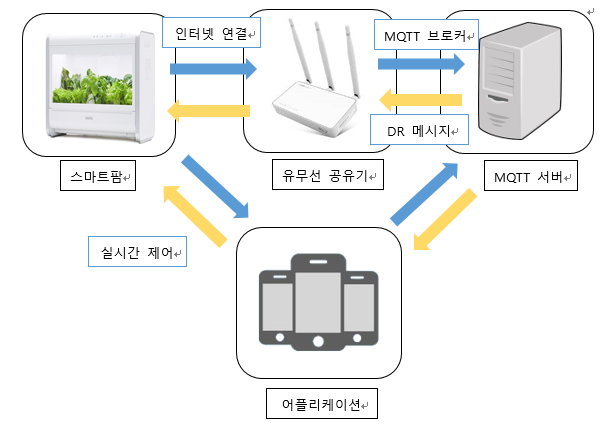 인터넷 연결
MQTT 브로커
DR 메시지
스마트팜
유무선 공유기
MQTT 서버
실시간 제어
어플리케이션